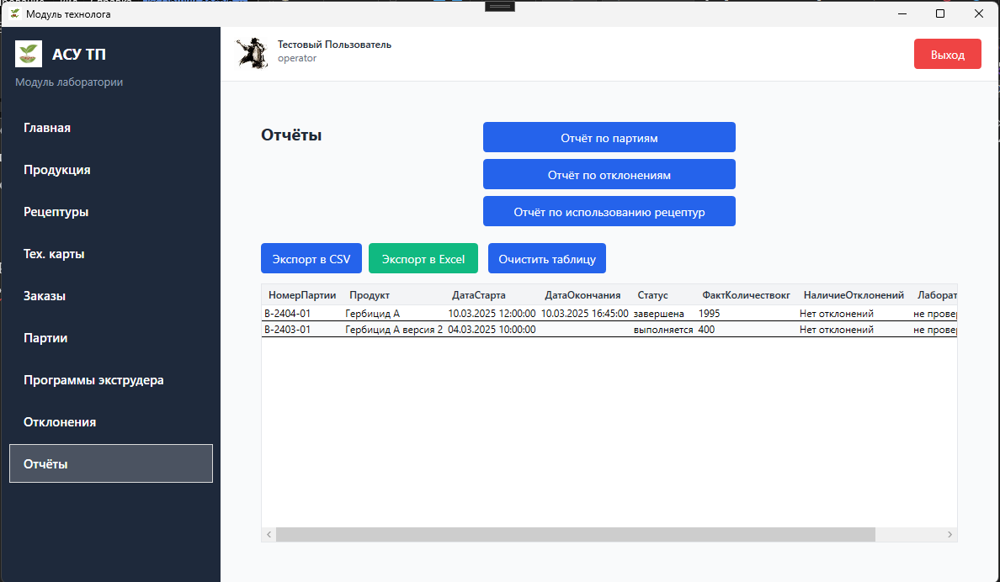 Модуль технолога
АСУ ТП
Модуль лаборатории
Главная
Продукция
Рецептуры
Тех. карты
Заказы
Партии
Программы экструдера
Отклонения
Отчёты
Тестовый Пользователь
operator
Выход
Отчёты
Отчёт по партиям
Отчёт по отклонениям
Отчёт по использованию рецептур
Экспорт в CSV Экспорт в Excel Очистить таблицу
НомерПартии Продукт ДатаСтарта ДатаОкончания Статус ФактКоличествокг НаличиеОтклонений Лаборат
B-2404-01 Гербицид А 10.03.2025 12:00:00 10.03.2025 16:45:00 завершена 1995 Нет отклонений не провер
B-2403-01 Гербицид А версия 2 04.03.2025 10:00:00 выполняется 400 Нет отклонений не провер